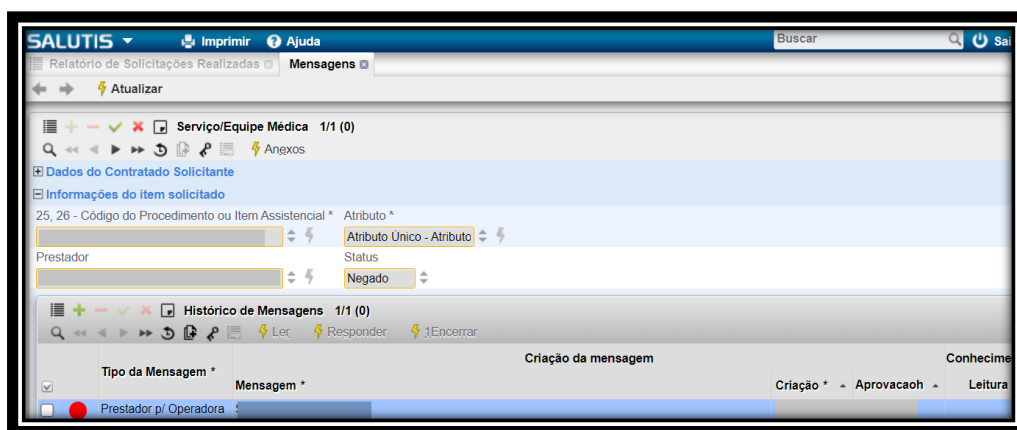 SALUTIS Imprimir Ajuda Buscar Sai
Relatório de Solicitações Realizadas Mensagens
Atualizar
Serviço/Equipe Médica 1/1 (0)
Anexos
Dados do Contratado Solicitante
Informações do item solicitado
25, 26 - Código do Procedimento ou Item Assistencial * Atributo *
Atributo Único - Atributo
Prestador Status
Negado
Histórico de Mensagens 1/1 (0)
Ler Responder 1Encerrar
Criação da mensagem Conhecime
Tipo da Mensagem *
Mensagem * Criação * Aprovacaoh Leitura
Prestador p/ Operadora